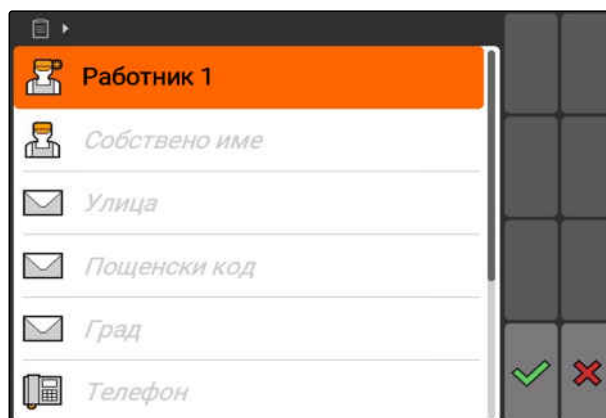 Работник 1
Собствено име
Улица
Пощенски код
Град
Телефон